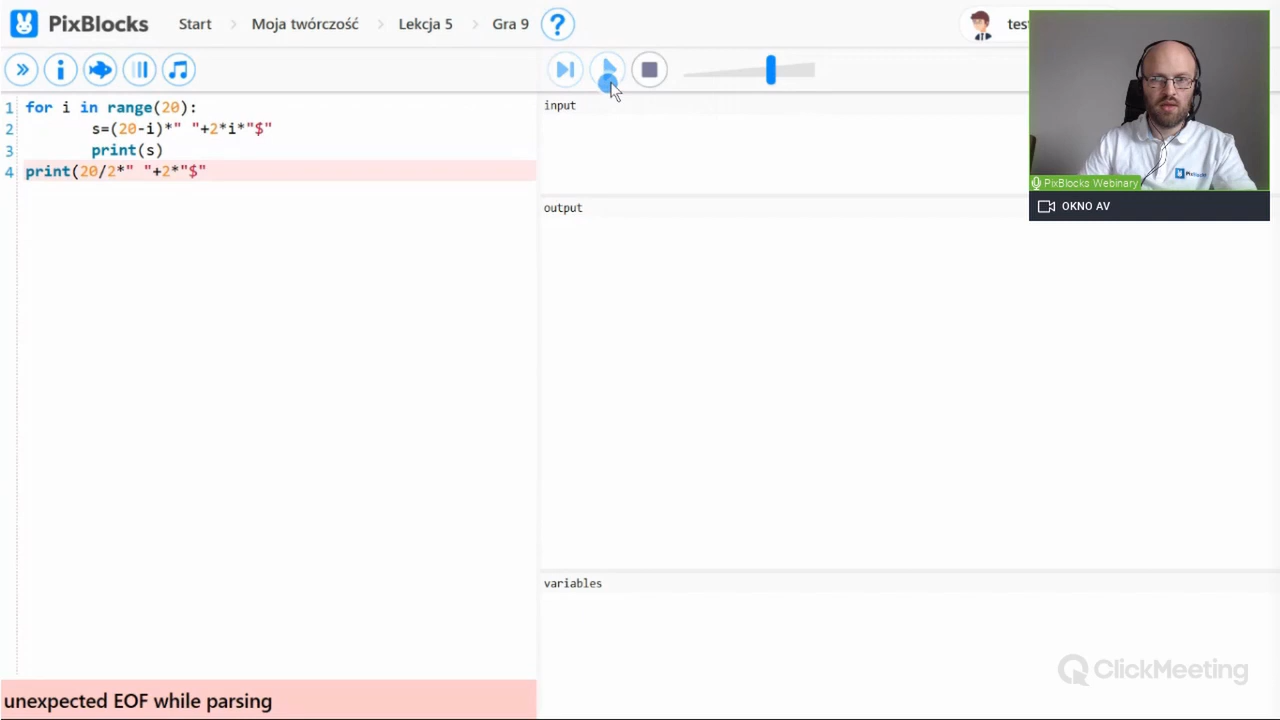 PixBlocks Start Moja twórczość Lekcja 5 Gra 9 ?
input
1 for i in range(20):
2 s=(20-i)*" "+2*i*"$"
3 print(s)
4 print(20/2*" "+2*"$"
PixBlocks Webinary
OKNO AV
output
variables
ClickMeeting
unexpected EOF while parsing